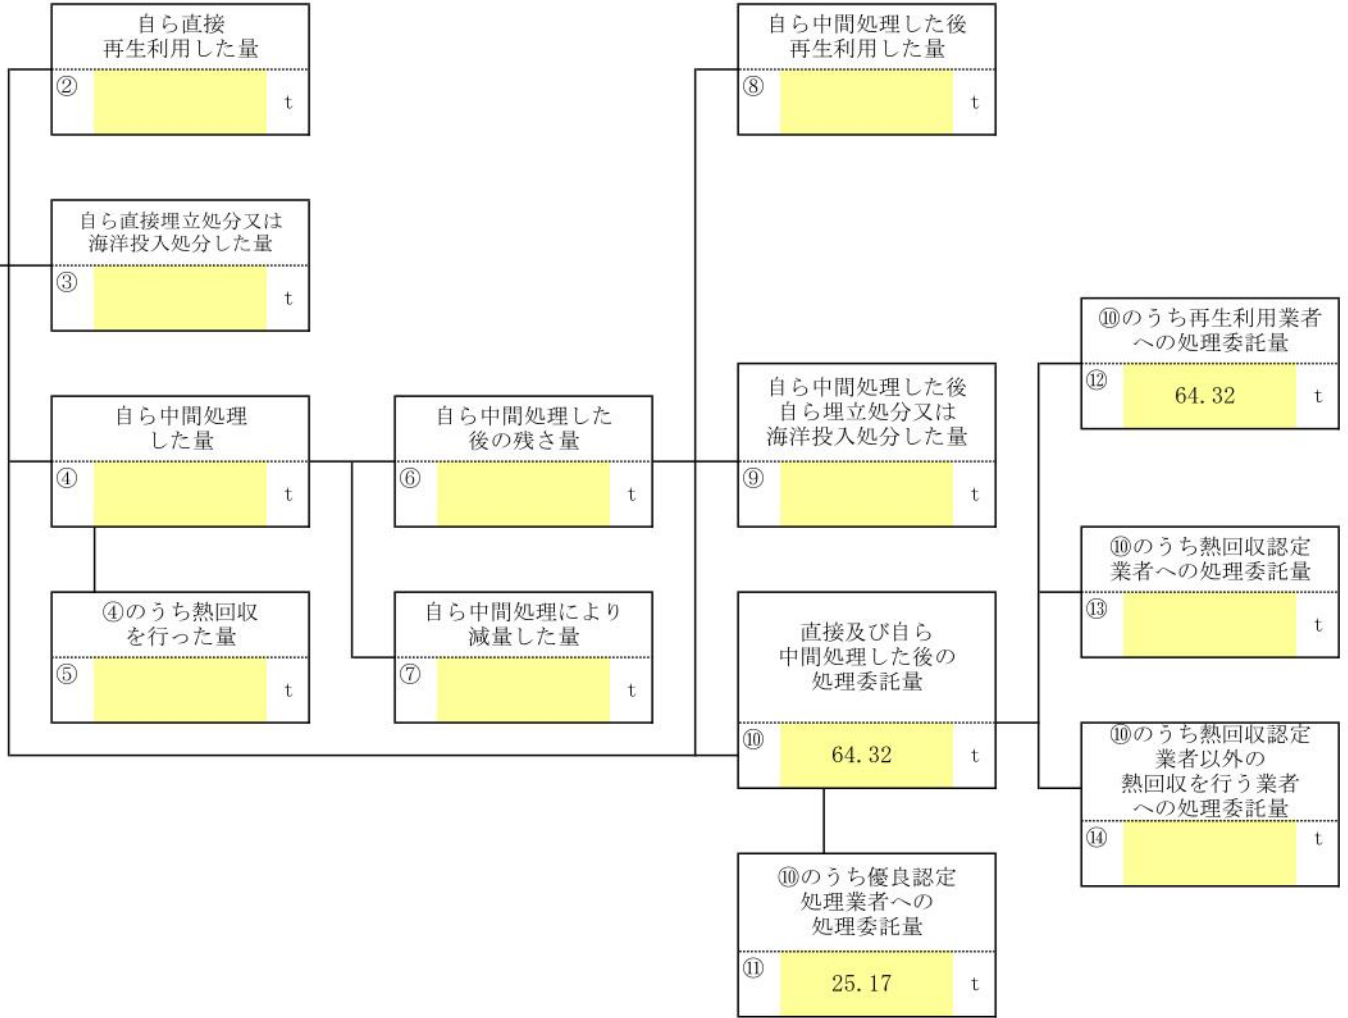 自ら直接
再生利用した量
②
t
自ら中間処理した後
再生利用した量
⑧
t
自ら直接埋立処分又は
海洋投入処分した量
③
t
⑩のうち再生利用業者
への処理委託量
⑫
64.32
t
自ら中間処理
した量
④
t
自ら中間処理した
後の残さ量
⑥
t
自ら中間処理した後
自ら埋立処分又は
海洋投入処分した量
⑨
t
⑩のうち熱回収認定
業者への処理委託量
⑬
t
④のうち熱回収
を行った量
⑤
t
自ら中間処理により
減量した量
⑦
t
直接及び自ら
中間処理した後の
処理委託量
⑩
64.32
t
⑩のうち熱回収認定
業者以外の
熱回収を行う業者
への処理委託量
⑭
t
⑩のうち優良認定
処理業者への
処理委託量
⑪
25.17
t